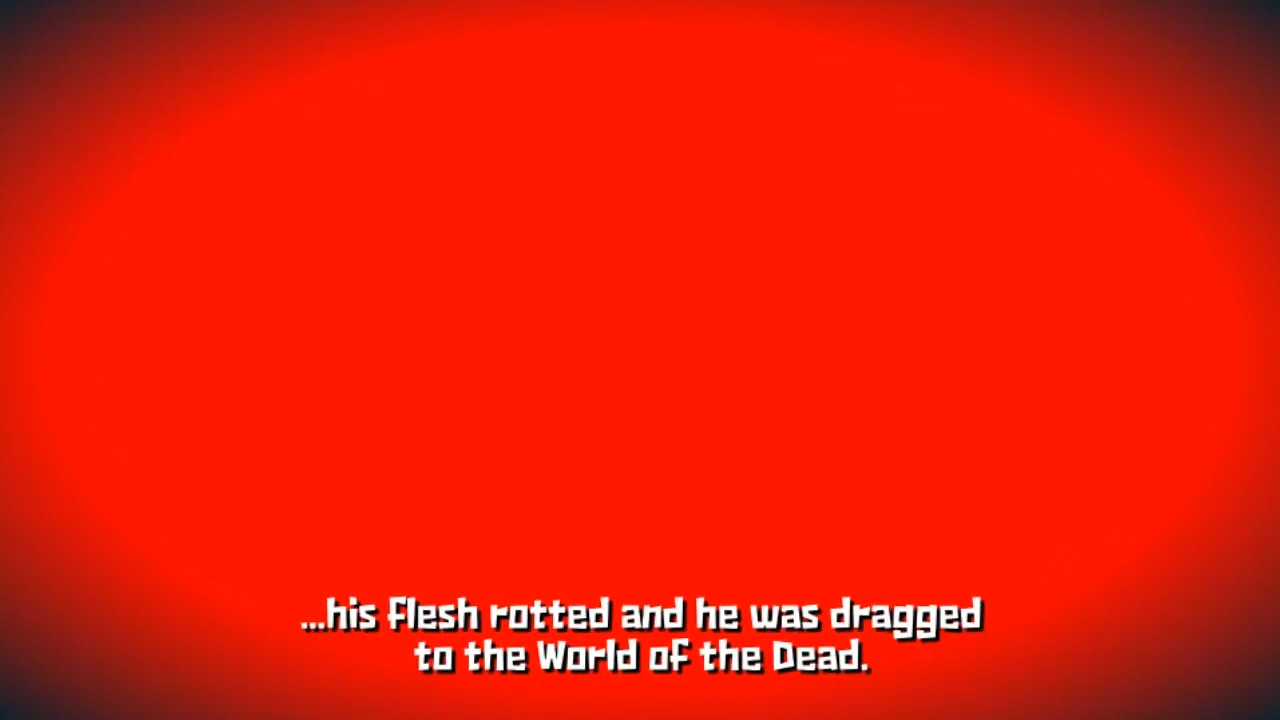 ...his flesh rotted and he was dragged
to the World of the Dead.